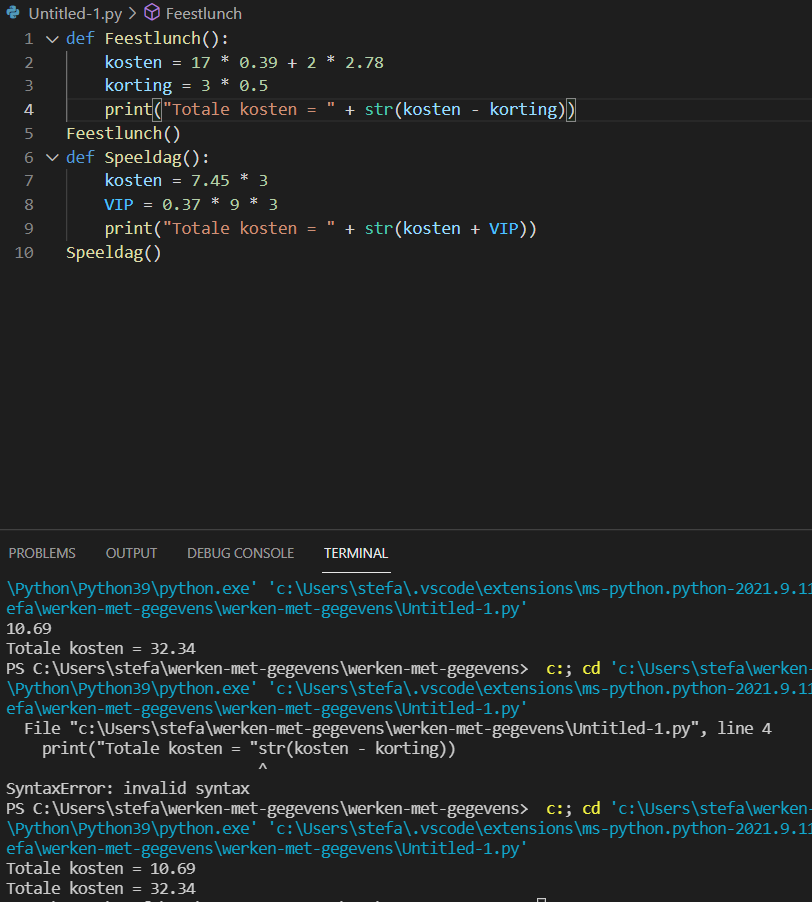 Untitled-1.py > Feestlunch
1 def Feestlunch():
2 kosten = 17 * 0.39 + 2 * 2.78
3 korting = 3 * 0.5
4 print("Totale kosten = " + str(kosten - korting))
5 Feestlunch()
6 def Speeldag():
7 kosten = 7.45 * 3
8 VIP = 0.37 * 9 * 3
9 print("Totale kosten = " + str(kosten + VIP))
10 Speeldag()
PROBLEMS OUTPUT DEBUG CONSOLE TERMINAL
\Python\Python39\python.exe' 'c:\Users\stefa\.vscode\extensions\ms-python.python-2021.9.11
efa\werken-met-gegevens\werken-met-gegevens\Untitled-1.py'
10.69
Totale kosten = 32.34
PS C:\Users\stefa\werken-met-gegevens\werken-met-gegevens> c:; cd 'c:\Users\stefa\werken-
\Python\Python39\python.exe' 'c:\Users\stefa\.vscode\extensions\ms-python.python-2021.9.11
efa\werken-met-gegevens\werken-met-gegevens\Untitled-1.py'
File "c:\Users\stefa\werken-met-gegevens\werken-met-gegevens\Untitled-1.py", line 4
print("Totale kosten = "str(kosten - korting))
^
SyntaxError: invalid syntax
PS C:\Users\stefa\werken-met-gegevens\werken-met-gegevens> c:; cd 'c:\Users\stefa\werken-
\Python\Python39\python.exe' 'c:\Users\stefa\.vscode\extensions\ms-python.python-2021.9.11
efa\werken-met-gegevens\werken-met-gegevens\Untitled-1.py'
Totale kosten = 10.69
Totale kosten = 32.34